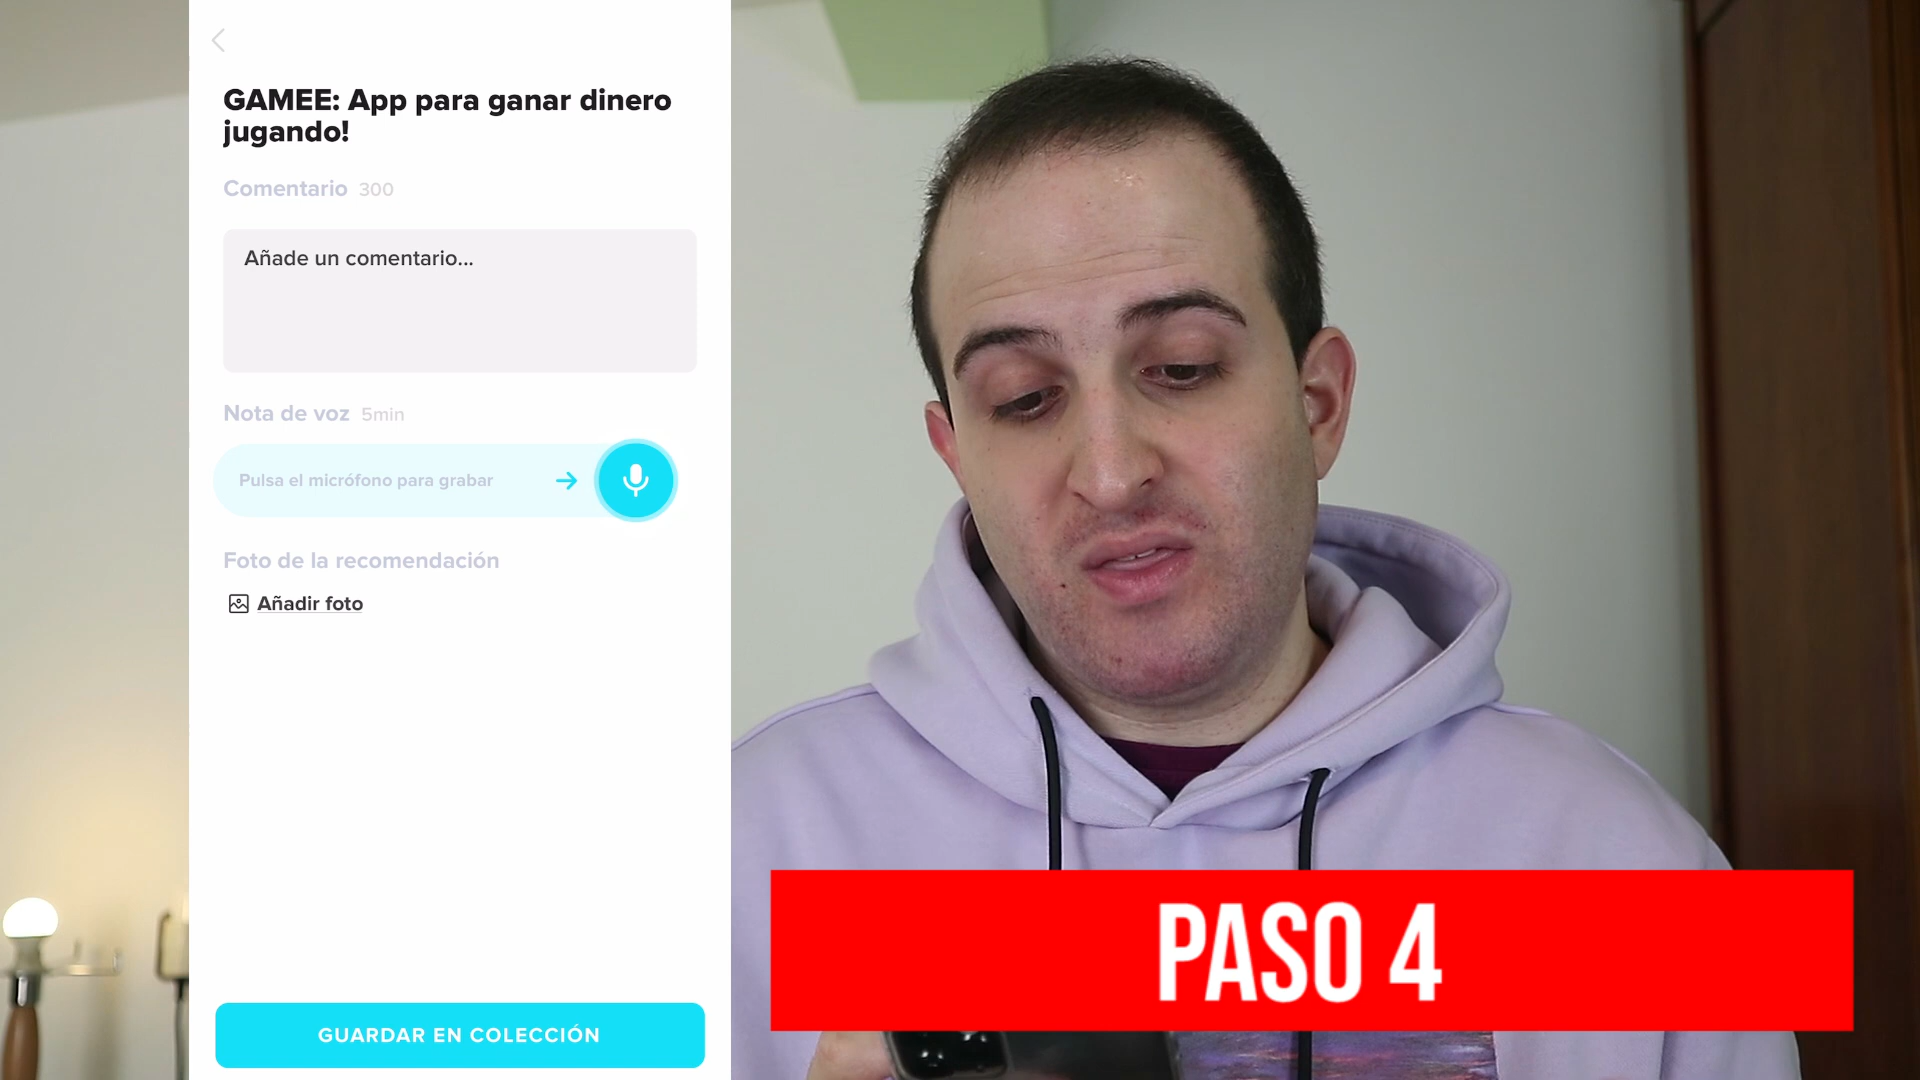 GAMEE: App para ganar dinero
jugando!
Comentario 300
Añade un comentario...
Nota de voz 5min
Pulsa el micrófono para grabar
Foto de la recomendación
Añadir foto
GUARDAR EN COLECCIÓN
PASO 4